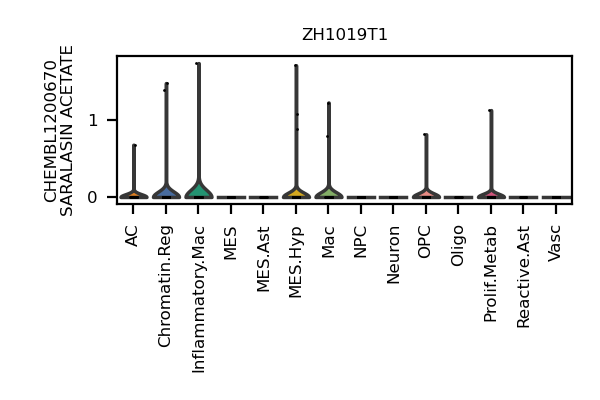 ZH1019T1
CHEMBL1200670
SARALASIN ACETATE
1
0
AC
Chromatin.Reg
Inflammatory.Mac
MES
MES.Ast
MES.Hyp
Mac
NPC
Neuron
OPC
Oligo
Prolif.Metab
Reactive.Ast
Vasc